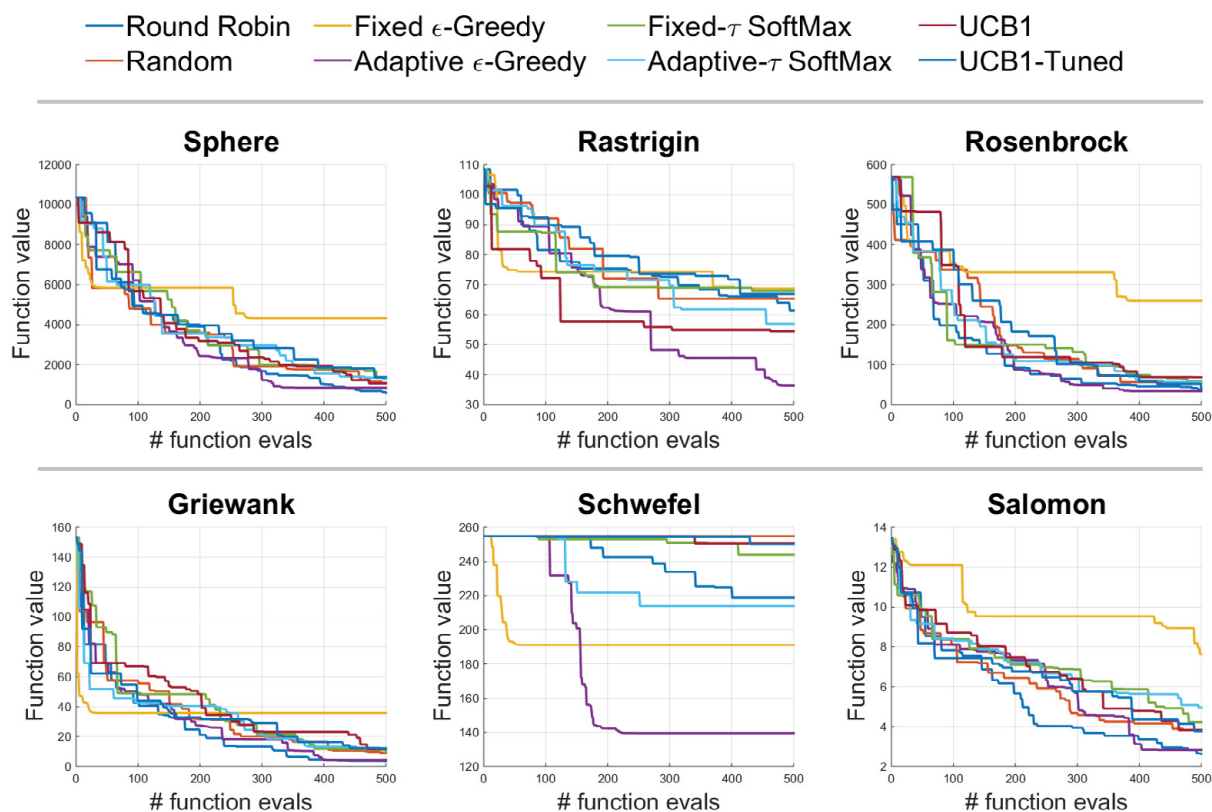 Round Robin Fixed ϵ-Greedy Fixed-τ SoftMax UCB1
Random Adaptive ϵ-Greedy Adaptive-τ SoftMax UCB1-Tuned
Sphere
Function value
12000
10000
8000
6000
4000
2000
0
0 100 200 300 400 500
# function evals
Rastrigin
Function value
110
100
90
80
70
60
50
40
30
0 100 200 300 400 500
# function evals
Rosenbrock
Function value
600
500
400
300
200
100
0
0 100 200 300 400 500
# function evals
Griewank
Function value
160
140
120
100
80
60
40
20
0
0 100 200 300 400 500
# function evals
Schwefel
Function value
260
240
220
200
180
160
140
120
0 100 200 300 400 500
# function evals
Salomon
Function value
14
12
10
8
6
4
2
0 100 200 300 400 500
# function evals